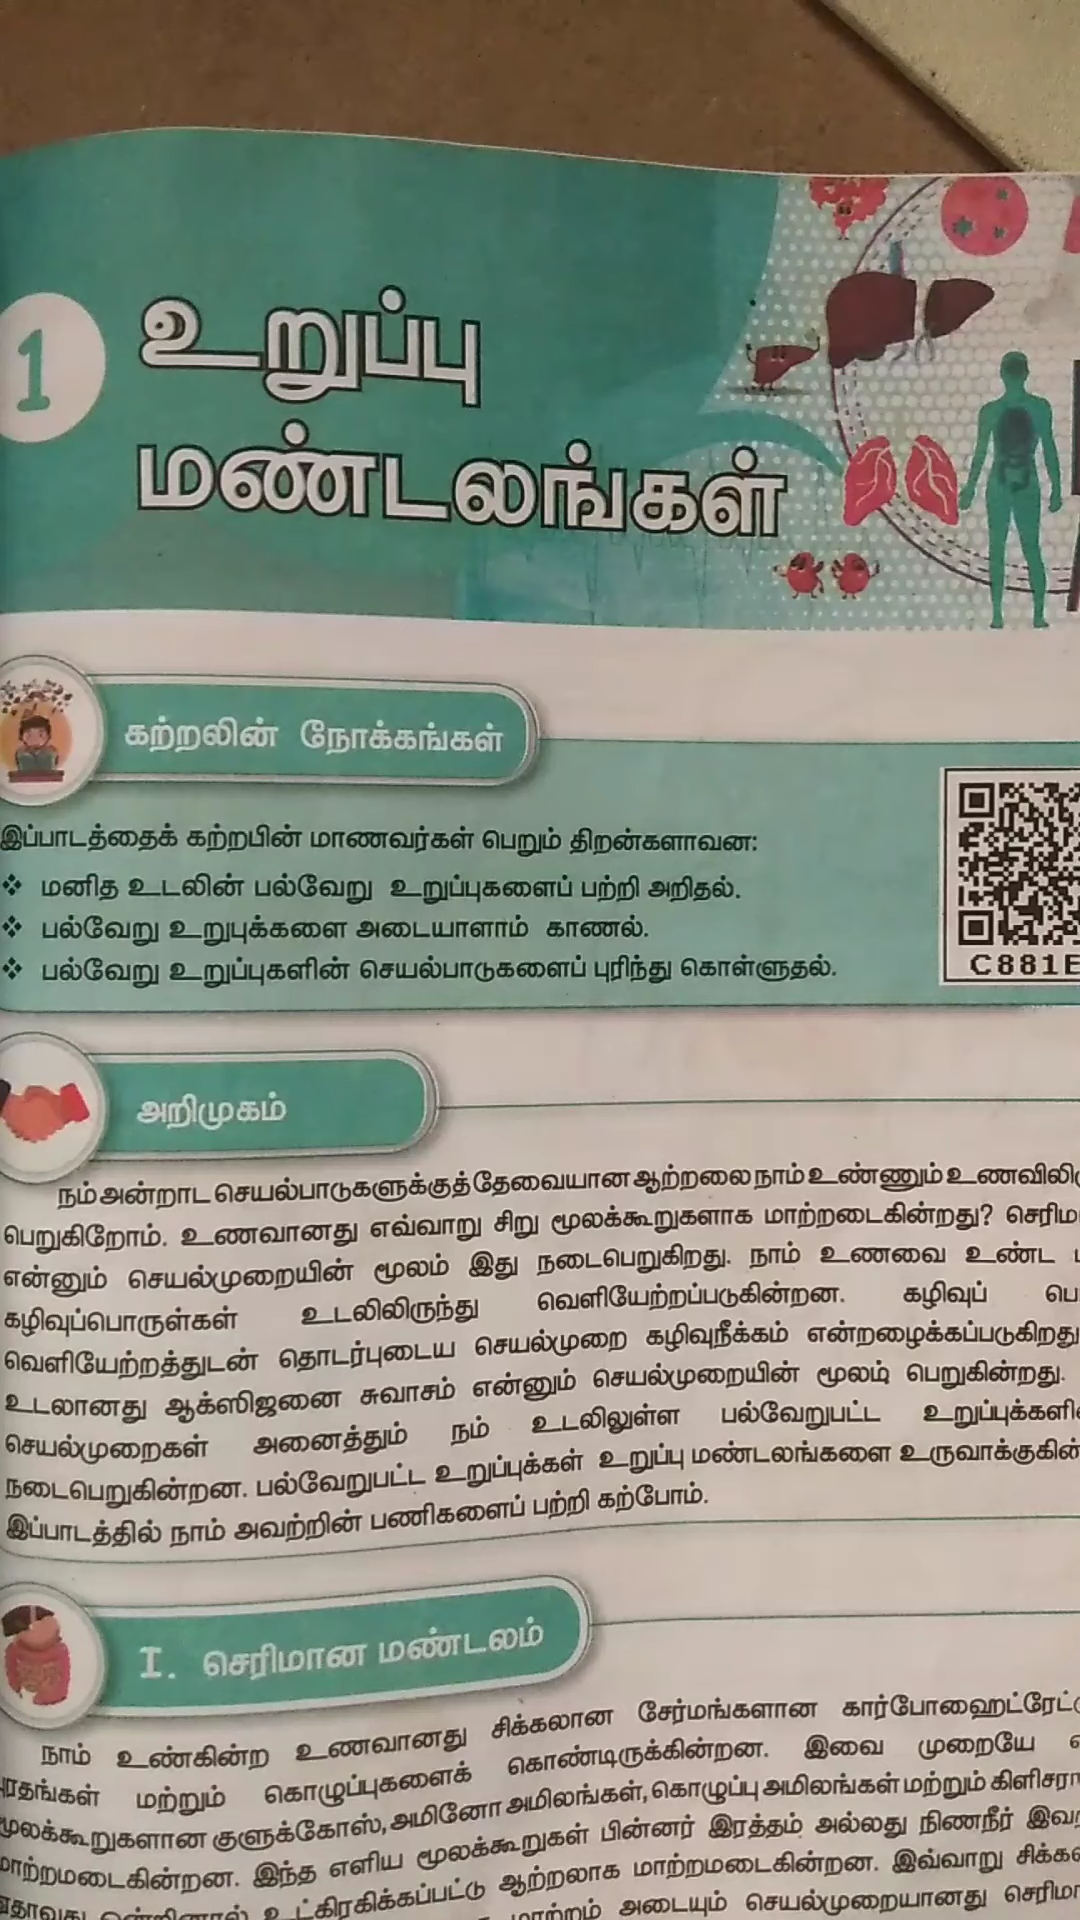 1
உறுப்பு
மண்டலங்கள்
கற்றலின் நோக்கங்கள்
இப்பாடத்தைக் கற்றபின் மாணவர்கள் பெறும் திறன்களாவன:
❖ மனித உடலின் பல்வேறு உறுப்புகளைப் பற்றி அறிதல்.
❖ பல்வேறு உறுபுக்களை அடையாளாம் காணல்.
❖ பல்வேறு உறுப்புகளின் செயல்பாடுகளைப் புரிந்து கொள்ளுதல்.
C881E
அறிமுகம்
நம் அன்றாட செயல்பாடுகளுக்குத் தேவையான ஆற்றலை நாம் உண்ணும்
பெறுகிறோம். உணவானது எவ்வாறு சிறு மூலக்கூறுகளாக மாற்றடைகின்றது?
என்னும் செயல்முறையின் மூலம் இது நடைபெறுகிறது. நாம் உணவை உண்ட
கழிவுப்பொருள்கள் உடலிலிருந்து வெளியேற்றப்படுகின்றன. கழிவுப்
வெளியேற்றத்துடன் தொடர்புடைய செயல்முறை கழிவுநீக்கம் என்றழைக்கப்படுகிறது
உடலானது ஆக்ஸிஜனை சுவாசம் என்னும் செயல்முறையின் மூலம் பெறுகின்றது.
செயல்முறைகள் அனைத்தும் நம் உடலிலுள்ள பல்வேறுபட்ட
நடைபெறுகின்றன. பல்வேறுபட்ட உறுப்புக்கள் உறுப்பு மண்டலங்களை
இப்பாடத்தில் நாம் அவற்றின் பணிகளைப் பற்றி கற்போம்.
I. செரிமான மண்டலம்
நாம் உண்கின்ற உணவானது சிக்கலான சேர்மங்களான
மற்றும் கொழுப்புகளைக் கொண்டிருக்கின்றன. இவை முறையே
மூலக்கூறுகளான குளுக்கோஸ், அமினோ அமிலங்கள், கொழுப்பு அமிலங்கள் மற்றும்
மாற்றமடைகின்றன. இந்த எளிய மூலக்கூறுகள் பின்னர் இரத்தம் அல்லது நிணநீர்
உட்கிரகிக்கப்பட்டு ஆற்றலாக மாற்றமடைகின்றன. இவ்வாறு
மாற்றம் அடையும் செயல்முறையானது